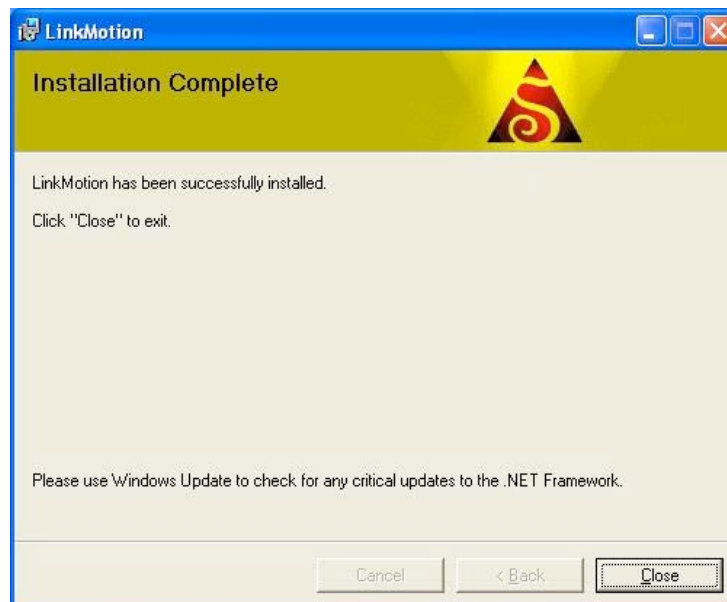 LinkMotion
Installation Complete
LinkMotion has been successfully installed.
Click "Close" to exit.
Please use Windows Update to check for any critical updates to the .NET Framework.
Cancel
< Back
Close